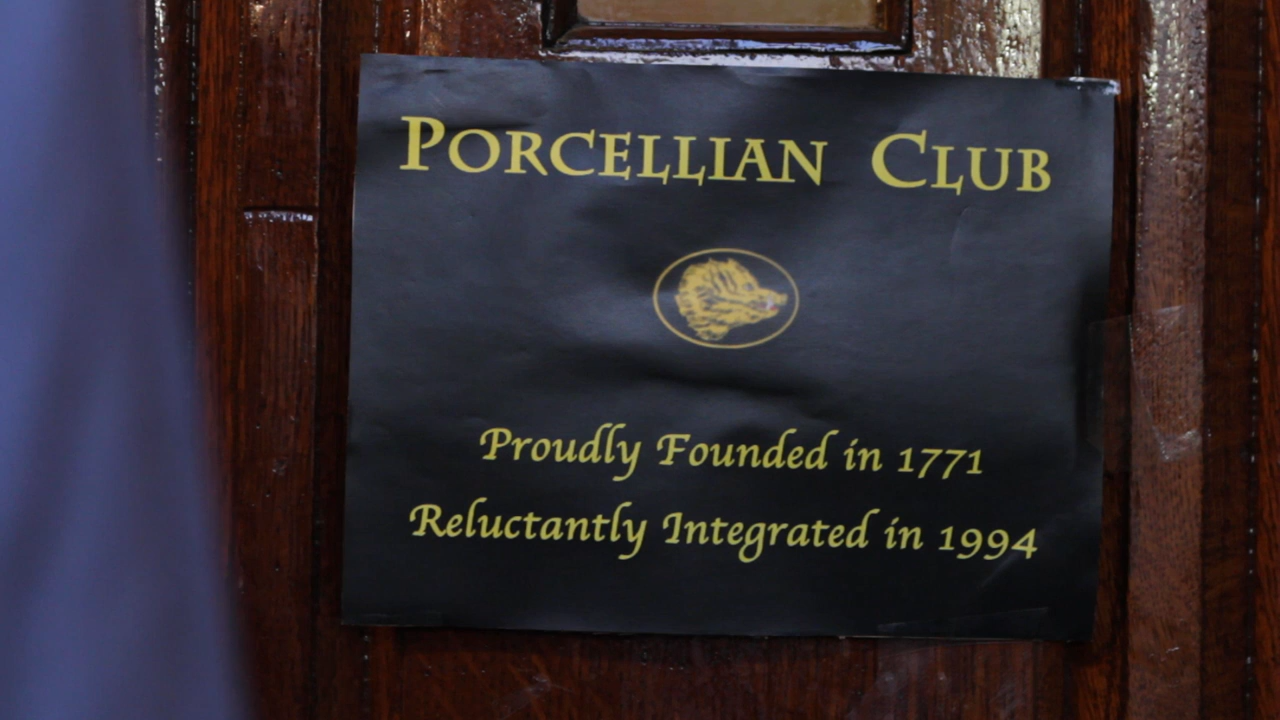 Porcellian Club
Proudly Founded in 1771
Reluctantly Integrated in 1994